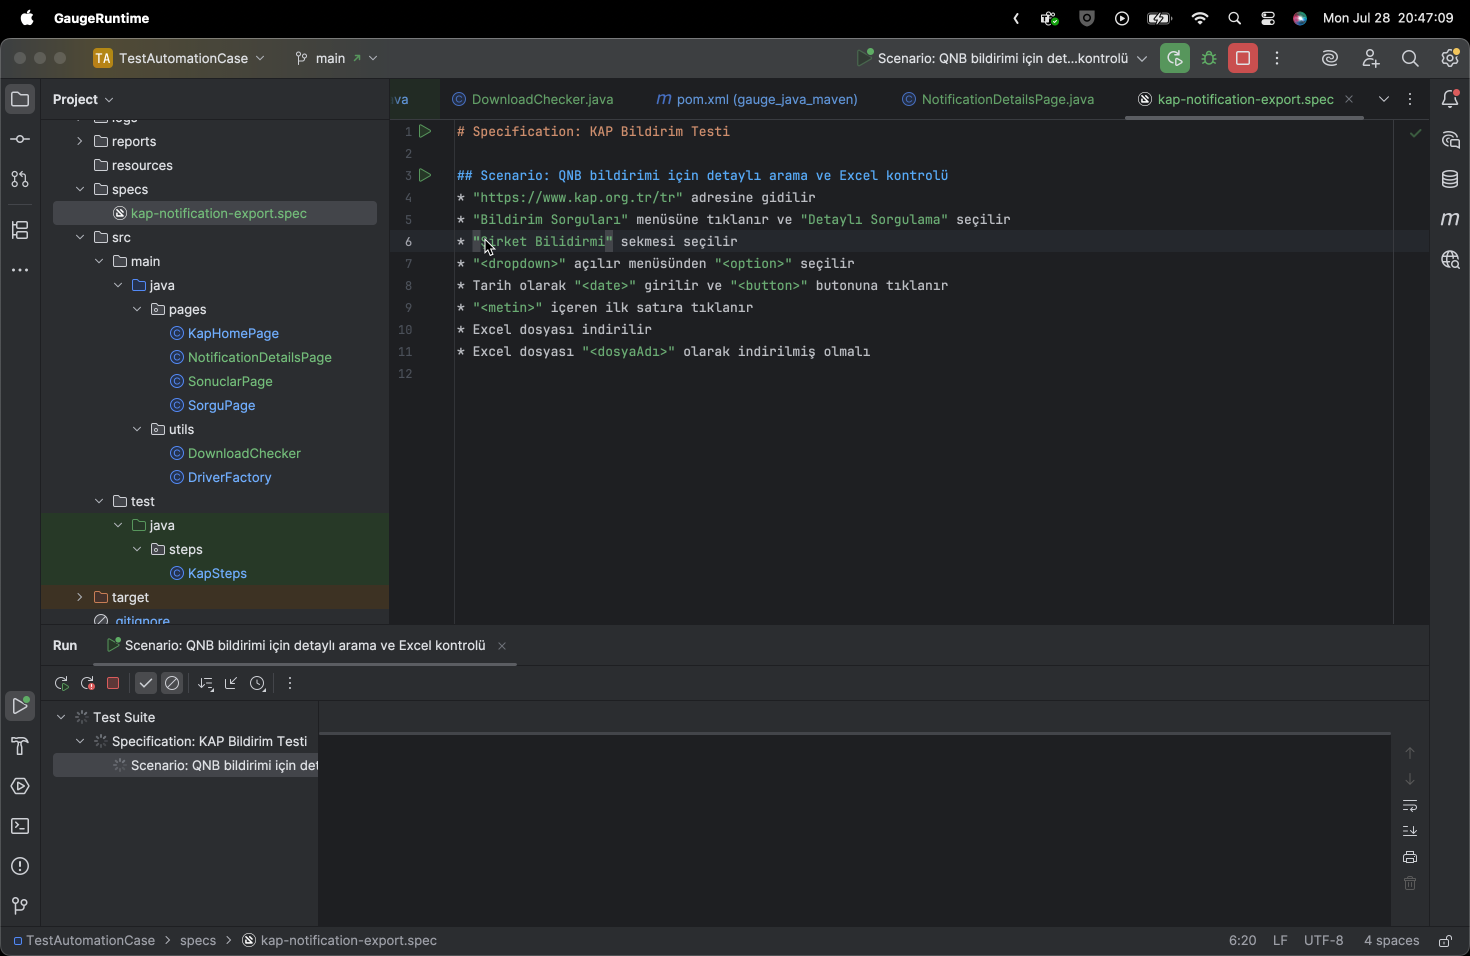 GaugeRuntime
Mon Jul 28 20:47:09
TA TestAutomationCase
main
Scenario: QNB bildirimi için det...kontrolü
Project
va
DownloadChecker.java
pom.xml (gauge_java_maven)
NotificationDetailsPage.java
kap-notification-export.spec
reports
resources
specs
kap-notification-export.spec
src
main
java
pages
KapHomePage
NotificationDetailsPage
SonuclarPage
SorguPage
utils
DownloadChecker
DriverFactory
test
java
steps
KapSteps
target
.gitignore
1 # Specification: KAP Bildirim Testi
2
3 ## Scenario: QNB bildirimi için detaylı arama ve Excel kontrolü
4 * "https://www.kap.org.tr/tr" adresine gidilir
5 * "Bildirim Sorguları" menüsüne tıklanır ve "Detaylı Sorgulama" seçilir
6 * "Şirket Bilidirmi" sekmesi seçilir
7 * "<dropdown>" açılır menüsünden "<option>" seçilir
8 * Tarih olarak "<date>" girilir ve "<button>" butonuna tıklanır
9 * "<metin>" içeren ilk satıra tıklanır
10 * Excel dosyası indirilir
11 * Excel dosyası "<dosyaAdı>" olarak indirilmiş olmalı
12
Run
Scenario: QNB bildirimi için detaylı arama ve Excel kontrolü
Test Suite
Specification: KAP Bildirim Testi
Scenario: QNB bildirimi için det
TestAutomationCase > specs > kap-notification-export.spec
6:20 LF UTF-8 4 spaces